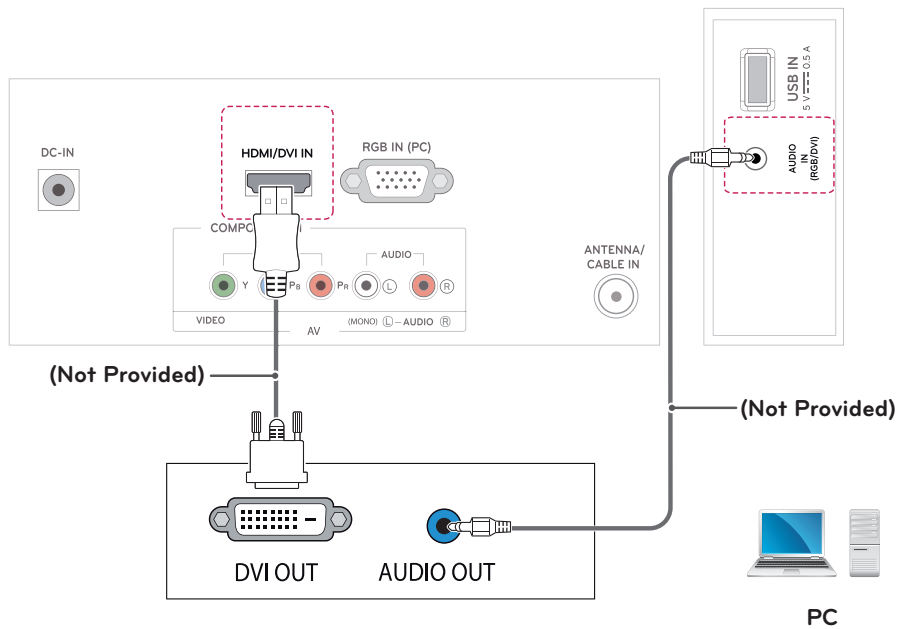 USB IN
5 V 0.5 A
AUDIO
IN
(RGB/DVI)
DC-IN
HDMI/DVI IN
RGB IN (PC)
ANTENNA/
CABLE IN
AUDIO
Y
PB
PR
L
R
VIDEO
(MONO) L – AUDIO R
AV
(Not Provided)
(Not Provided)
DVI OUT
AUDIO OUT
PC